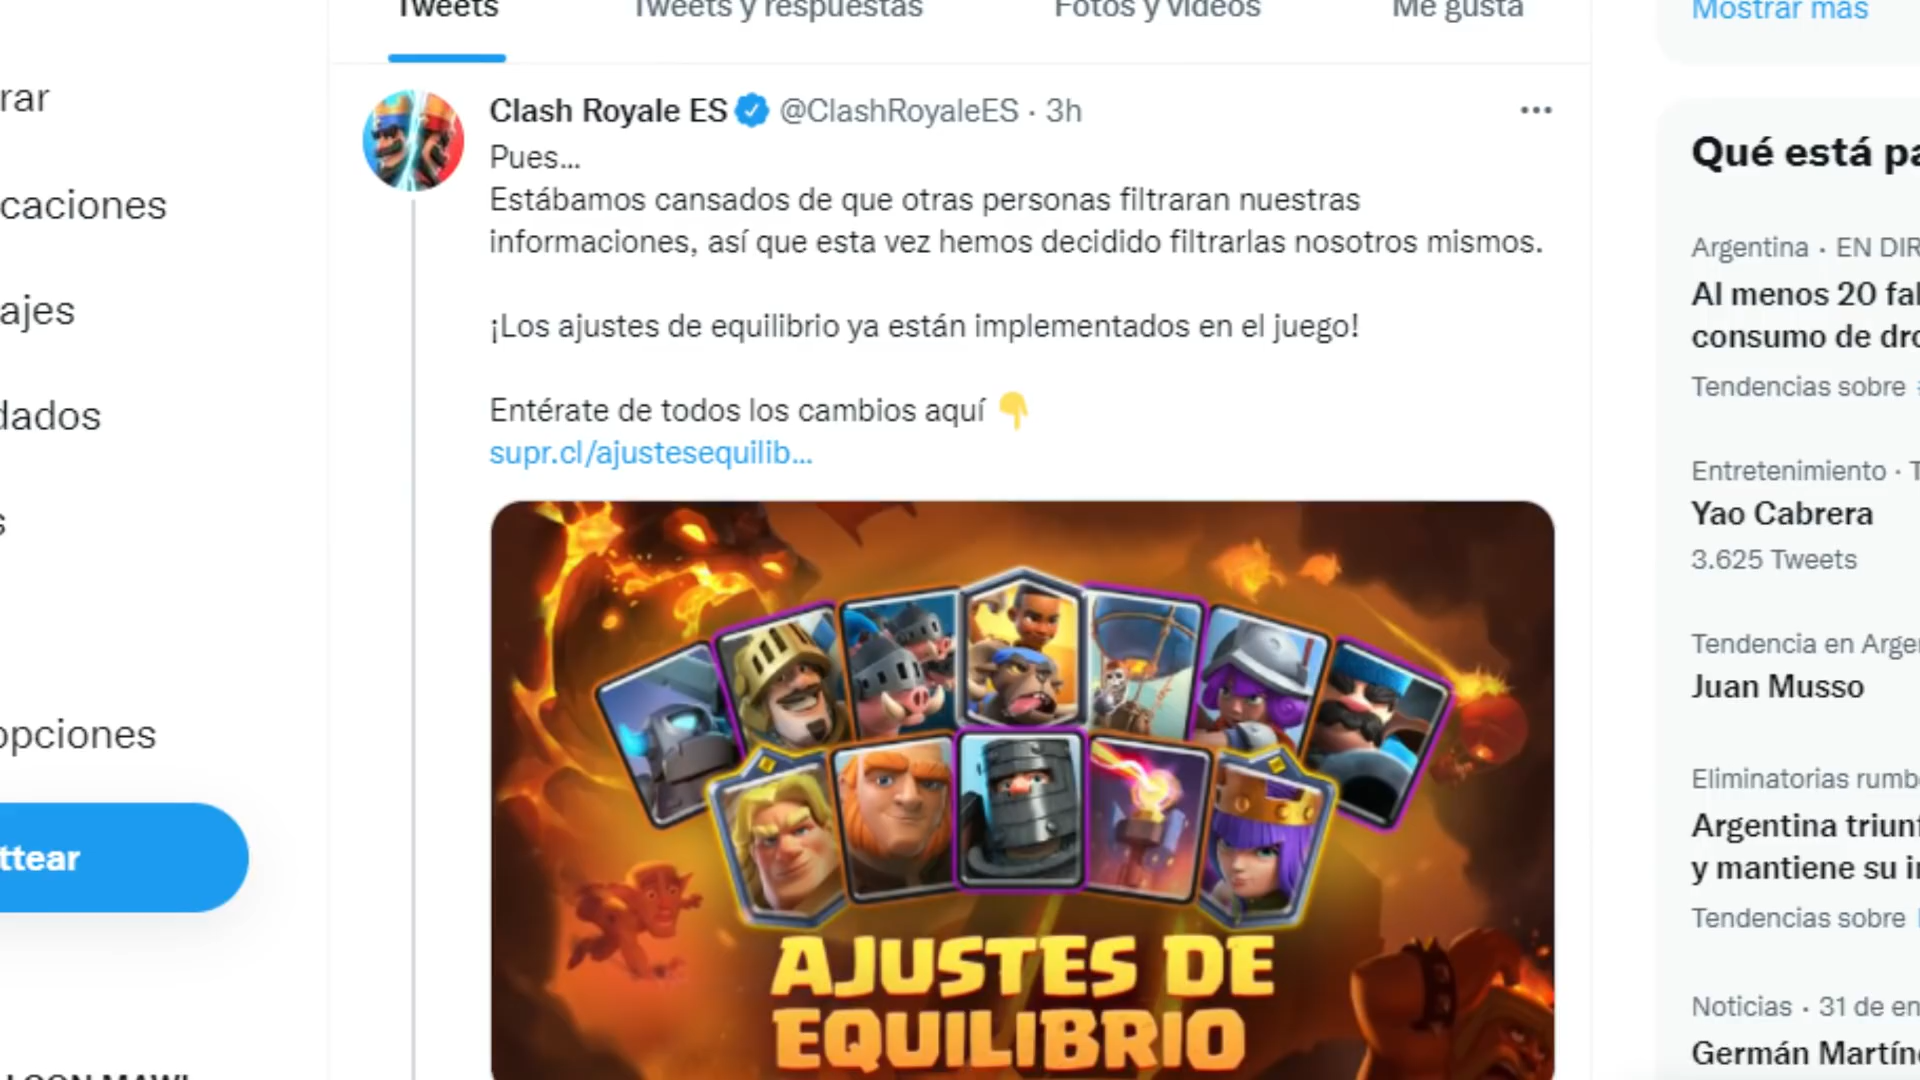 Tweets
Tweets y respuestas
Fotos y videos
Me gusta
rar
caciones
ajes
dados
s
opciones
ttear
Clash Royale ES @ClashRoyaleES · 3h
Pues...
Estábamos cansados de que otras personas filtraran nuestras
informaciones, así que esta vez hemos decidido filtrarlas nosotros mismos.
¡Los ajustes de equilibrio ya están implementados en el juego!
Entérate de todos los cambios aquí 👇
supr.cl/ajustesequilib...
AJUSTES DE
EQUILIBRIO
Mostrar más
Qué está pa
Argentina · EN DIR
Al menos 20 fal
consumo de dro
Tendencias sobre
Entretenimiento · T
Yao Cabrera
3.625 Tweets
Tendencia en Arge
Juan Musso
Eliminatorias rumb
Argentina triunf
y mantiene su i
Tendencias sobre
Noticias · 31 de en
Germán Martín